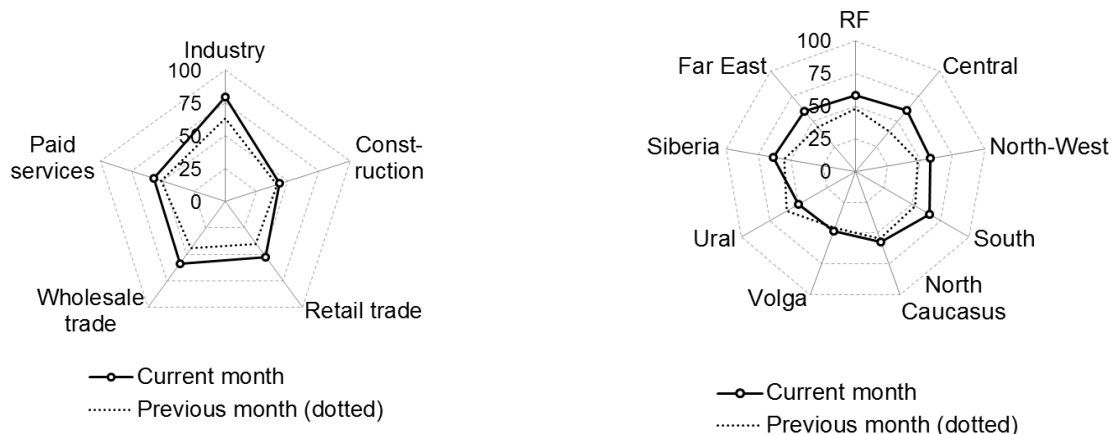 Industry
100
75
50
25
0
Paid
services
Const-
ruction
Wholesale
trade
Retail trade
Current month
Previous month (dotted)
RF
100
75
50
25
0
Far East
Central
Siberia
North-West
Ural
South
Volga
North
Caucasus
Current month
Previous month (dotted)